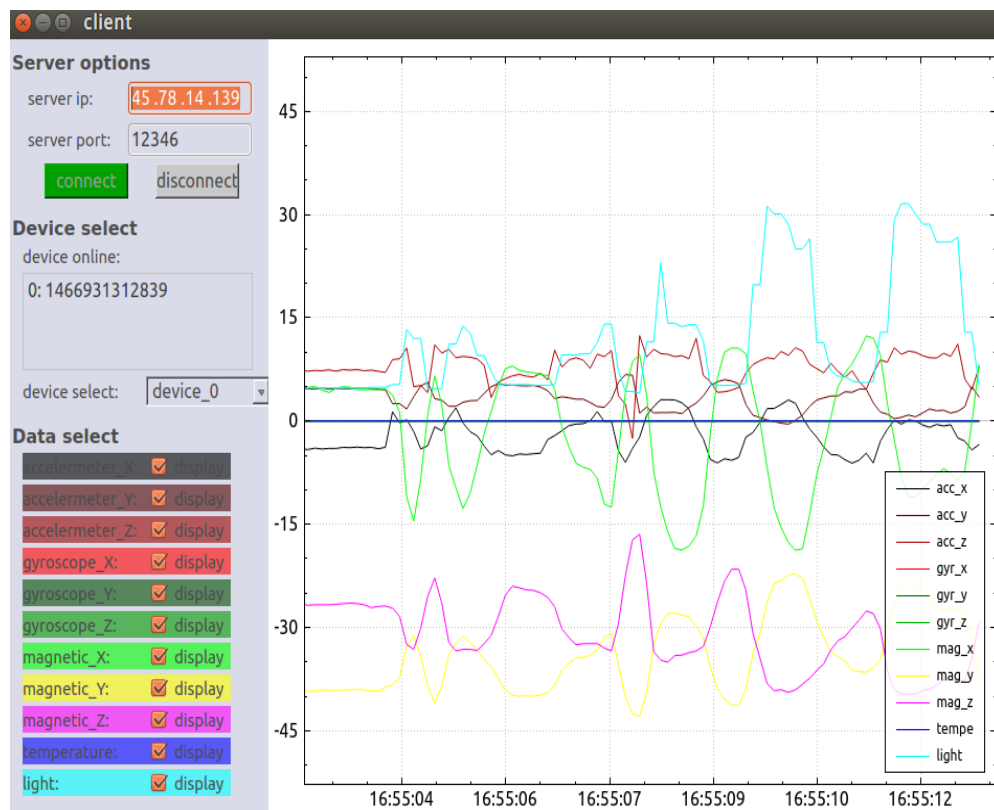 client
Server options
server ip: 45 .78 .14 .139
server port: 12346
connect disconnect
Device select
device online:
0: 1466931312839
device select: device_0
Data select
accelermeter_X: display
accelermeter_Y: display
accelermeter_Z: display
gyroscope_X: display
gyroscope_Y: display
gyroscope_Z: display
magnetic_X: display
magnetic_Y: display
magnetic_Z: display
temperature: display
light: display
45
30
15
0
-15
-30
-45
16:55:04 16:55:06 16:55:07 16:55:09 16:55:10 16:55:12
acc_x
acc_y
acc_z
gyr_x
gyr_y
gyr_z
mag_x
mag_y
mag_z
tempe
light